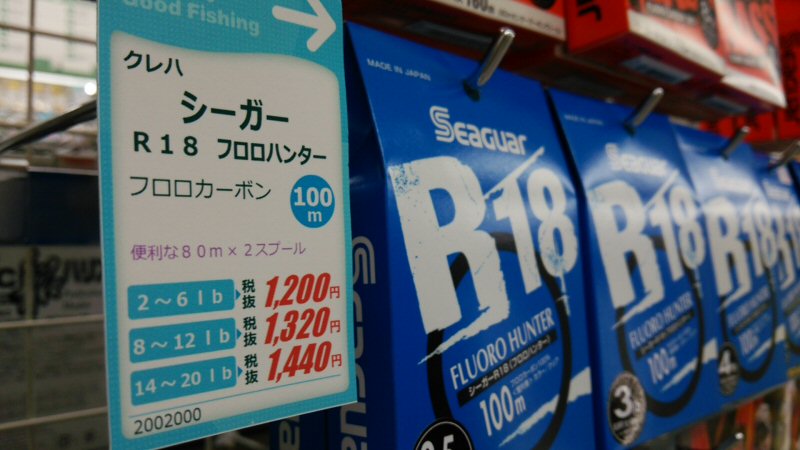 Good Fishing
クレハ
シーガー
R18 フロロハンター
フロロカーボン 100m
便利な80m×2スプール
2~6lb 税抜 1,200円
8~12lb 税抜 1,320円
14~20lb 税抜 1,440円
2002000
MADE IN JAPAN
Seaguar
R18
FLUORO HUNTER
シーガーR18(フロロハンター)
100m
Seaguar
R18
FLUORO HUNTER
100m
3
R18
4